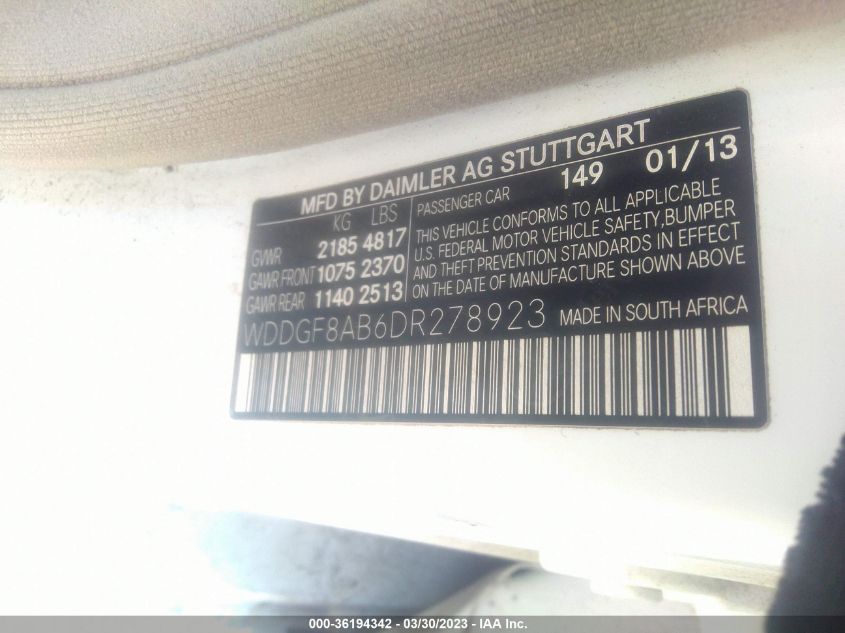 MFD BY DAIMLER AG STUTTGART
KG LBS
GVWR 2185 4817
GAWR FRONT 1075 2370
GAWR REAR 1140 2513
PASSENGER CAR 149 01/13
THIS VEHICLE CONFORMS TO ALL APPLICABLE
U.S. FEDERAL MOTOR VEHICLE SAFETY,BUMPER
AND THEFT PREVENTION STANDARDS IN EFFECT
ON THE DATE OF MANUFACTURE SHOWN ABOVE
WDDGF8AB6DR278923 MADE IN SOUTH AFRICA
000-36194342 - 03/30/2023 - IAA Inc.